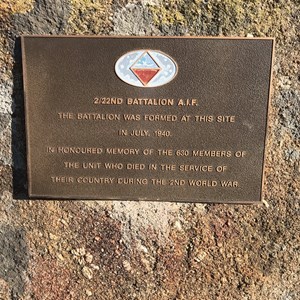 2/22ND BATTALION A.I.F.
THE BATTALION WAS FORMED AT THIS SITE
IN JULY, 1940.
IN HONOURED MEMORY OF THE 630 MEMBERS OF
THE UNIT WHO DIED IN THE SERVICE OF
THEIR COUNTRY DURING THE 2ND WORLD WAR